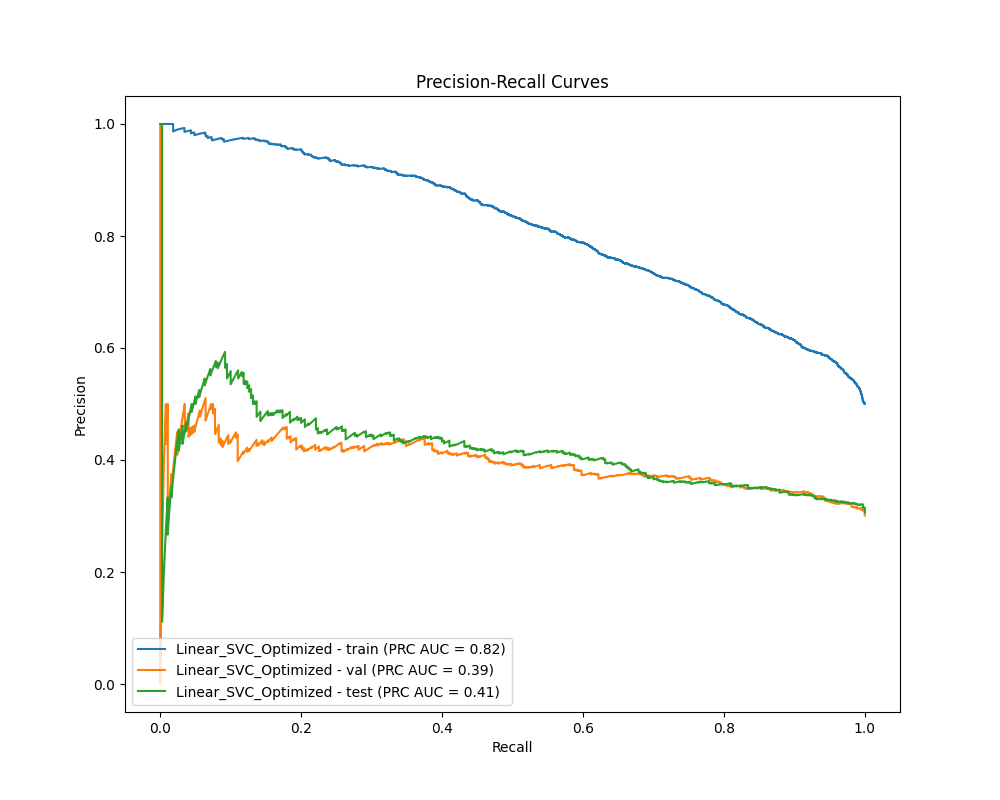 Precision-Recall Curves
1.0
0.8
0.6
0.4
0.2
0.0
Precision
Linear_SVC_Optimized - train (PRC AUC = 0.82)
Linear_SVC_Optimized - val (PRC AUC = 0.39)
Linear_SVC_Optimized - test (PRC AUC = 0.41)
0.0 0.2 0.4 0.6 0.8 1.0
Recall